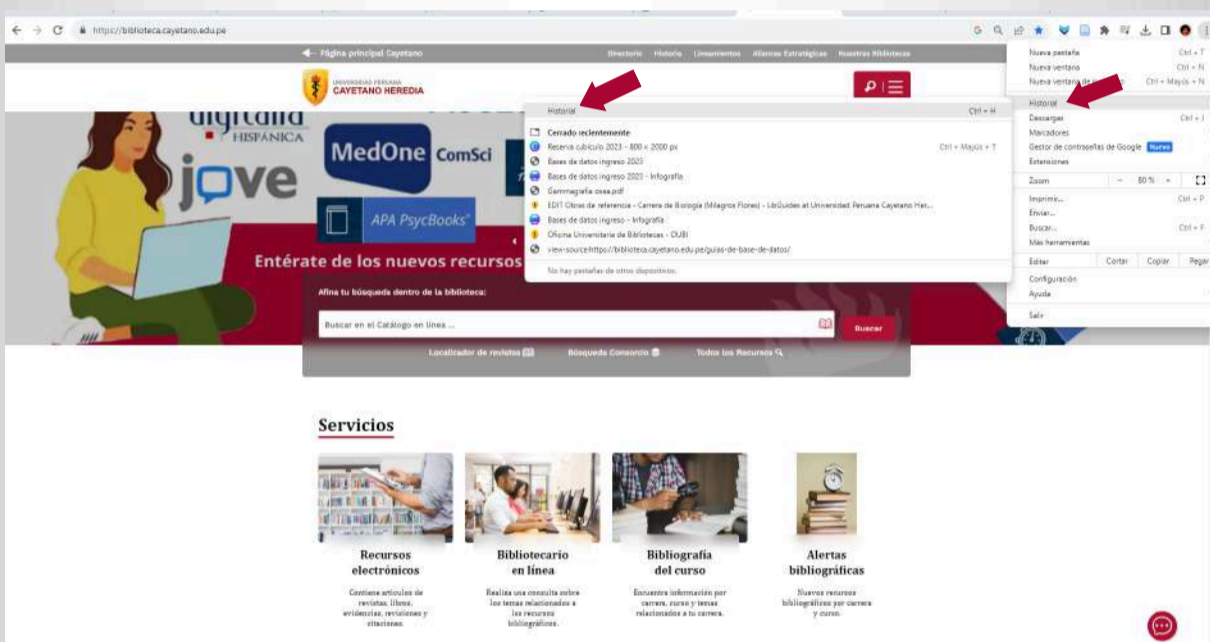 https://biblioteca.cayetano.edu.pe
Página principal Cayetano
Directorio Historia Lineamientos Alianzas Estratégicas Nuestras Bibliotecas
UNIVERSIDAD PERUANA
CAYETANO HEREDIA
Nueva pestaña Ctrl + T
Nueva ventana Ctrl + N
Nueva ventana de Ctrl + Mayús + N
Historial
Descargas Ctrl + J
Marcadores
Gestor de contraseñas de Google Nuevo
Extensiones
Zoom - 80 % +
Imprimir... Ctrl + P
Enviar...
Buscar... Ctrl + F
Más herramientas
Editar Cortar Copiar Pegar
Configuración
Ayuda
Salir
Historial Ctrl + H
Cerrado recientemente
Reserva cubículo 2023 - 800 × 2000 px Ctrl + Mayús + T
Bases de datos ingreso 2023
Bases de datos ingreso 2023 - Infografía
Gammagrafia osea.pdf
EDIT Obras de referencia - Carrera de Biología (Milagros Flores) - LibGuides at Universidad Peruana Cayetano Her...
Bases de datos ingreso - Infografía
Oficina Universitaria de Bibliotecas - OUBI
view-source:https://biblioteca.cayetano.edu.pe/guias-de-base-de-datos/
No hay pestañas de otros dispositivos.
digitalia
HISPÁNICA
jove
MedOne ComSci
APA PsycBooks
Entérate de los nuevos recursos
Afina tu búsqueda dentro de la biblioteca:
Buscar en el Catálogo en línea ...
Buscar
Localizador de revistas Búsqueda Consorcio Todos los Recursos
Servicios
Recursos
electrónicos
Contiene artículos de
revistas, libros,
evidencias, revisiones y
citaciones.
Bibliotecario
en línea
Realiza una consulta sobre
los temas relacionados a
los recursos
bibliográficos.
Bibliografía
del curso
Encuentra información por
carrera, curso y temas
relacionados a tu carrera.
Alertas
bibliográficas
Nuevos recursos
bibliográficos por carrera
y curso.